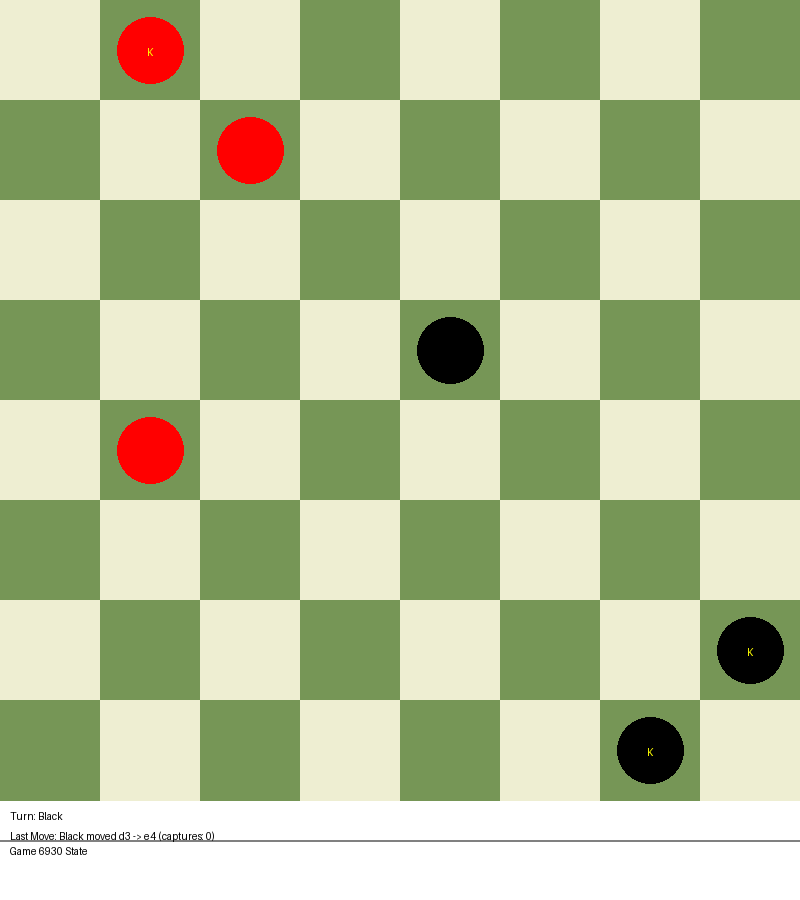 K
K
K
Turn: Black
Last Move: Black moved d3 -> e4 (captures: 0)
Game 6930 State